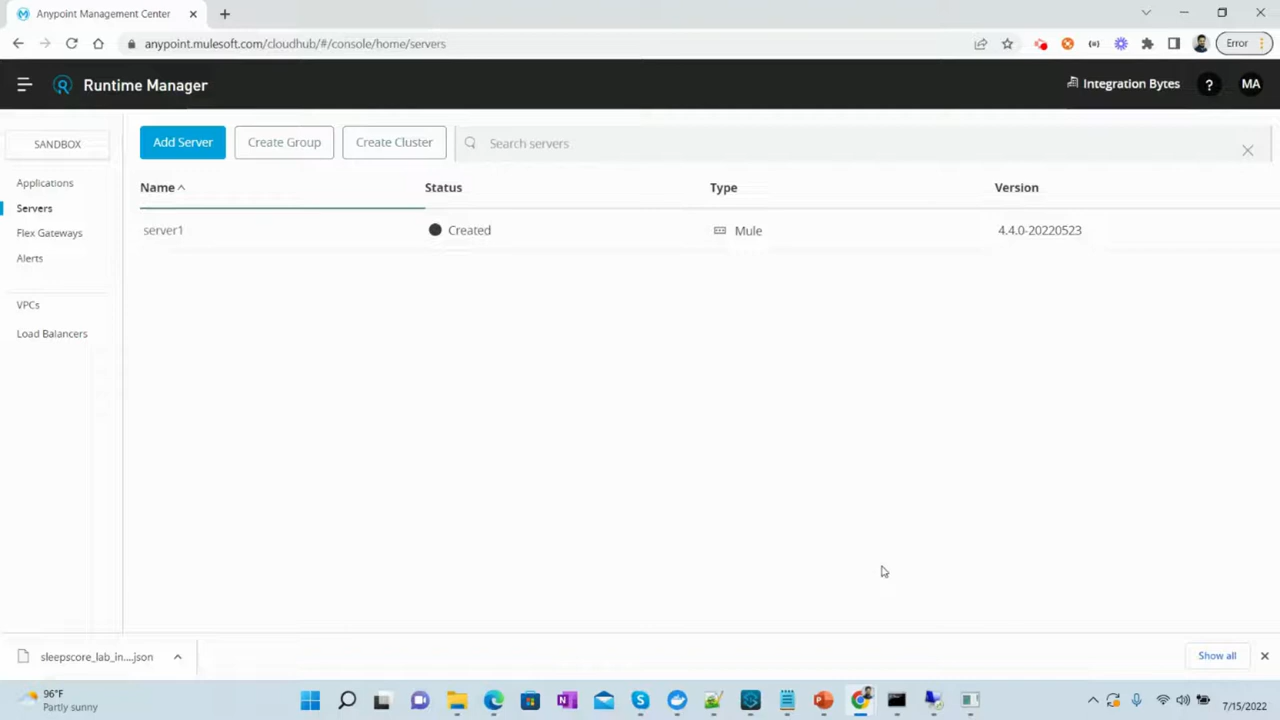 Anypoint Management Center
anypoint.mulesoft.com/cloudhub/#/console/home/servers
Error
Runtime Manager
Integration Bytes
?
MA
SANDBOX
Applications
Servers
Flex Gateways
Alerts
VPCs
Load Balancers
Add Server
Create Group
Create Cluster
Search servers
Name
Status
Type
Version
server1
Created
Mule
4.4.0-20220523
sleepscore_lab_in....json
Show all
96°F
Partly sunny
7/15/2022